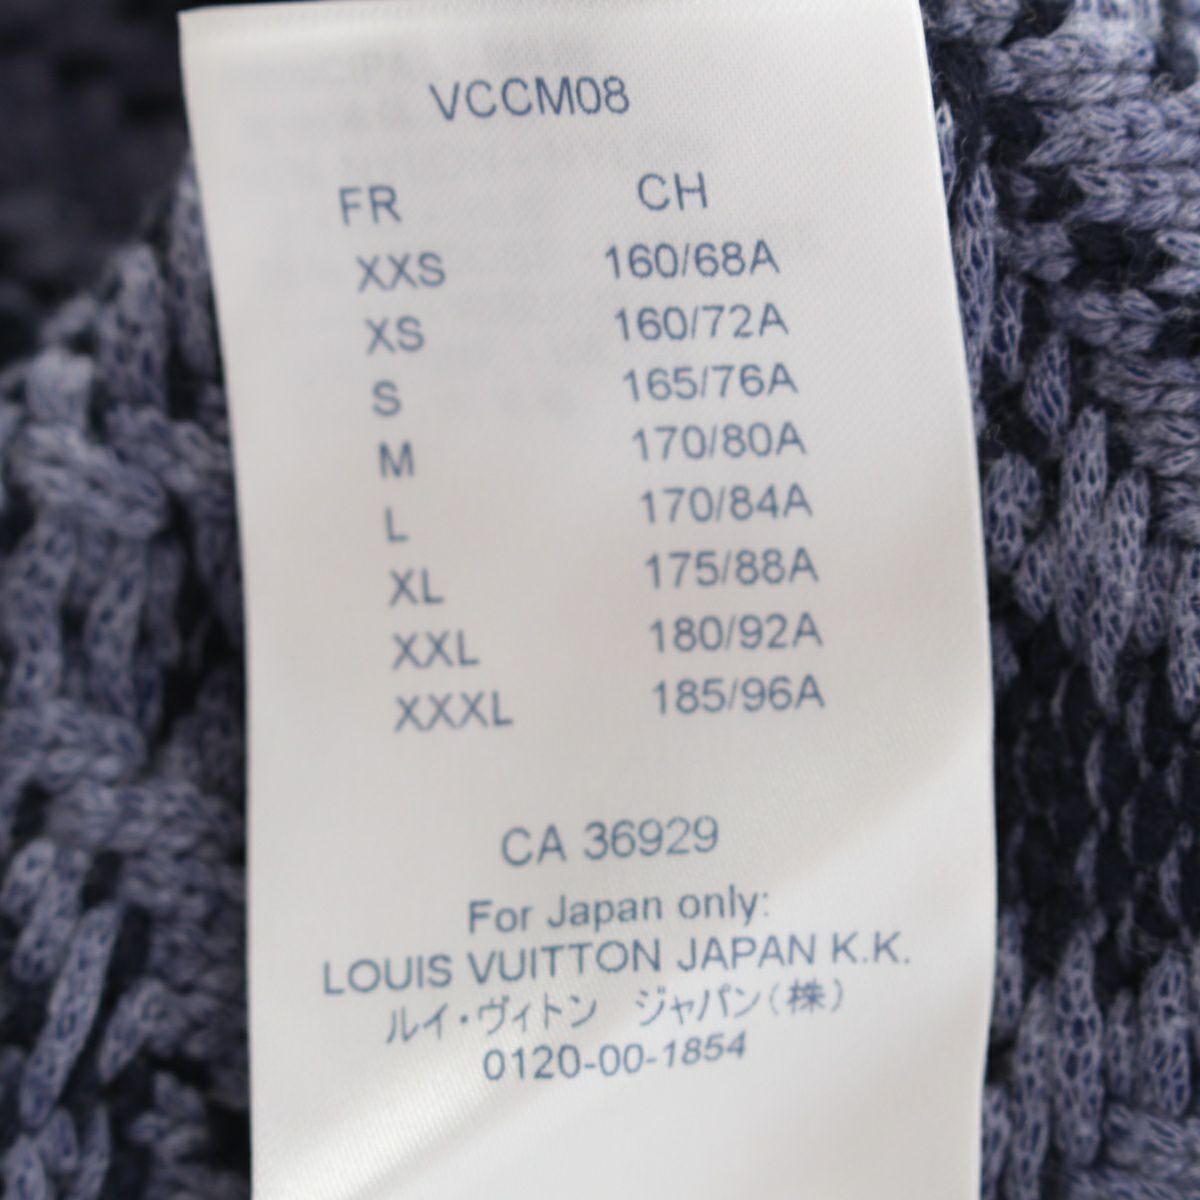 VCCM08
FR CH
XXS 160/68A
XS 160/72A
S 165/76A
M 170/80A
L 170/84A
XL 175/88A
XXL 180/92A
XXXL 185/96A
CA 36929
For Japan only:
LOUIS VUITTON JAPAN K.K.
ルイ・ヴィトン ジャパン(株)
0120-00-1854